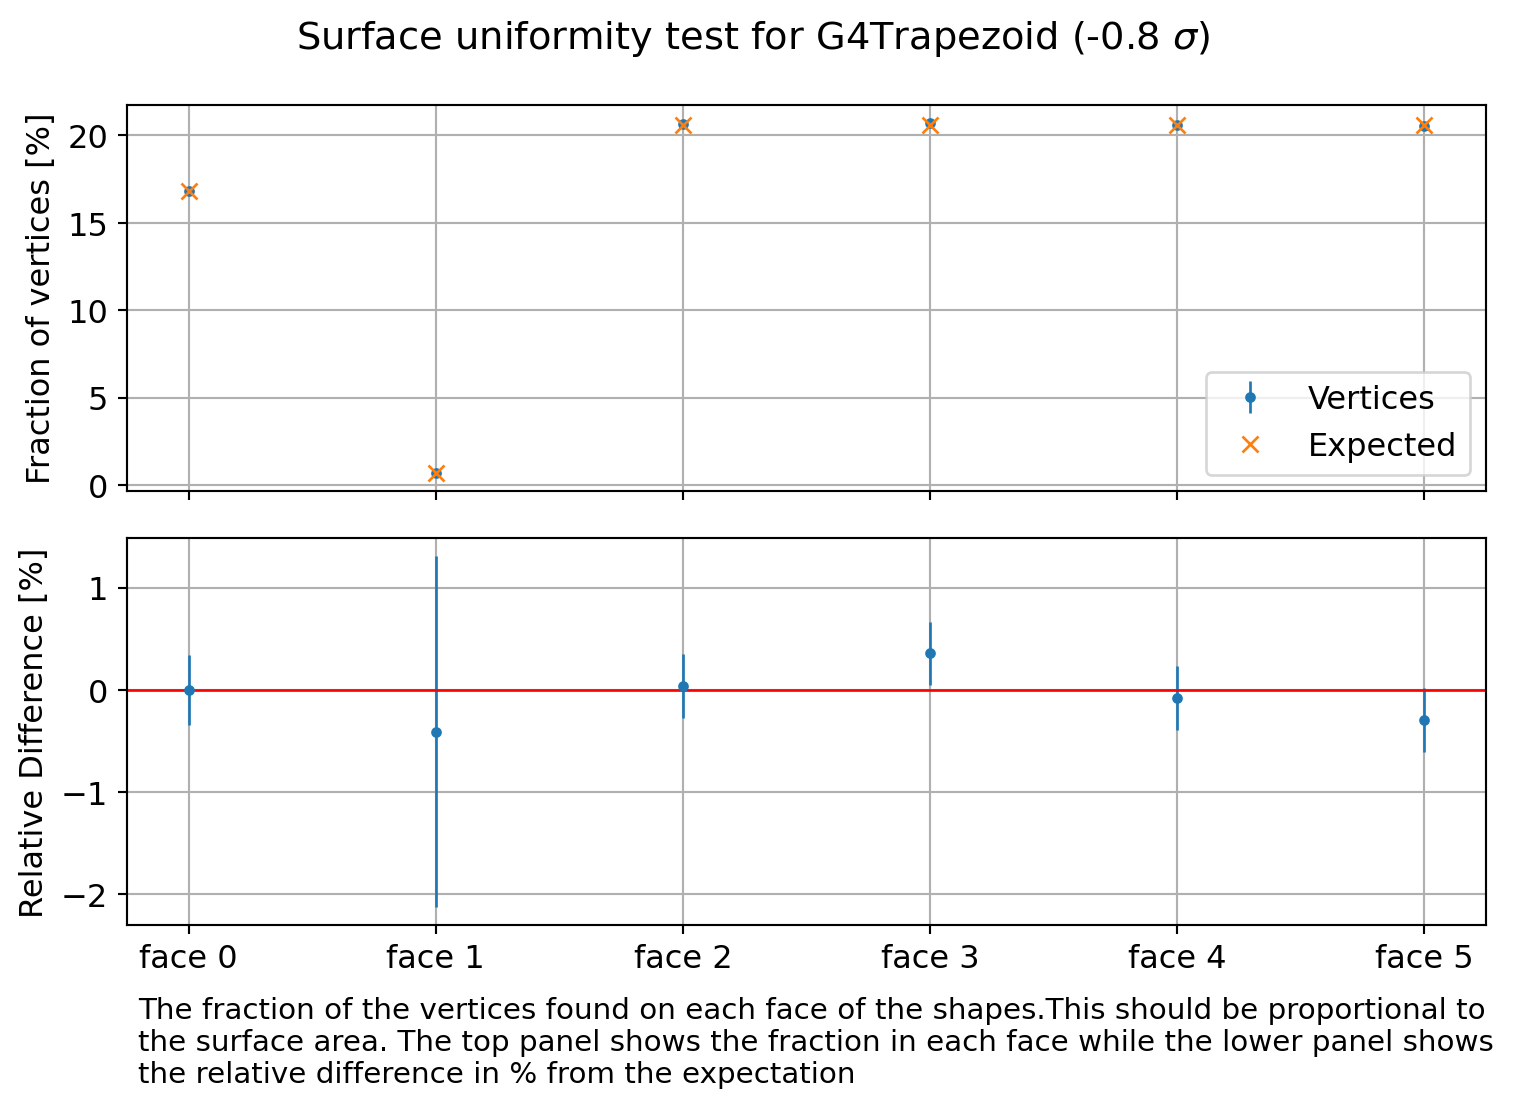 Surface uniformity test for G4Trapezoid (-0.8 σ)
Fraction of vertices [%]
20
15
10
5
0
Vertices
Expected
Relative Difference [%]
1
0
−1
−2
face 0 face 1 face 2 face 3 face 4 face 5
The fraction of the vertices found on each face of the shapes.This should be proportional to
the surface area. The top panel shows the fraction in each face while the lower panel shows
the relative difference in % from the expectation